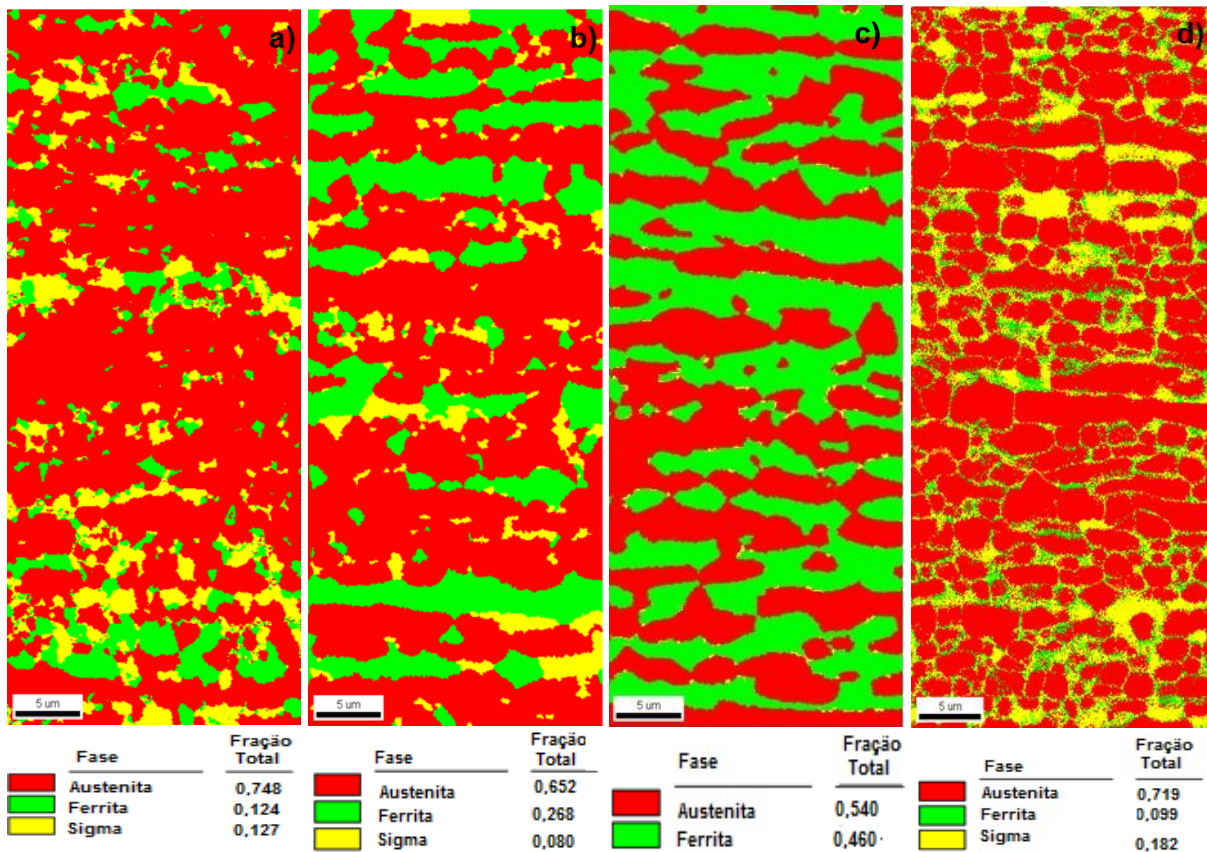 a)
b)
c)
d)
5 um
5 um
5 um
5 um
Fase Fração Total
Austenita 0,748
Ferrita 0,124
Sigma 0,127
Fase Fração Total
Austenita 0,652
Ferrita 0,268
Sigma 0,080
Fase Fração Total
Austenita 0,540
Ferrita 0,460
Fase Fração Total
Austenita 0,719
Ferrita 0,099
Sigma 0,182